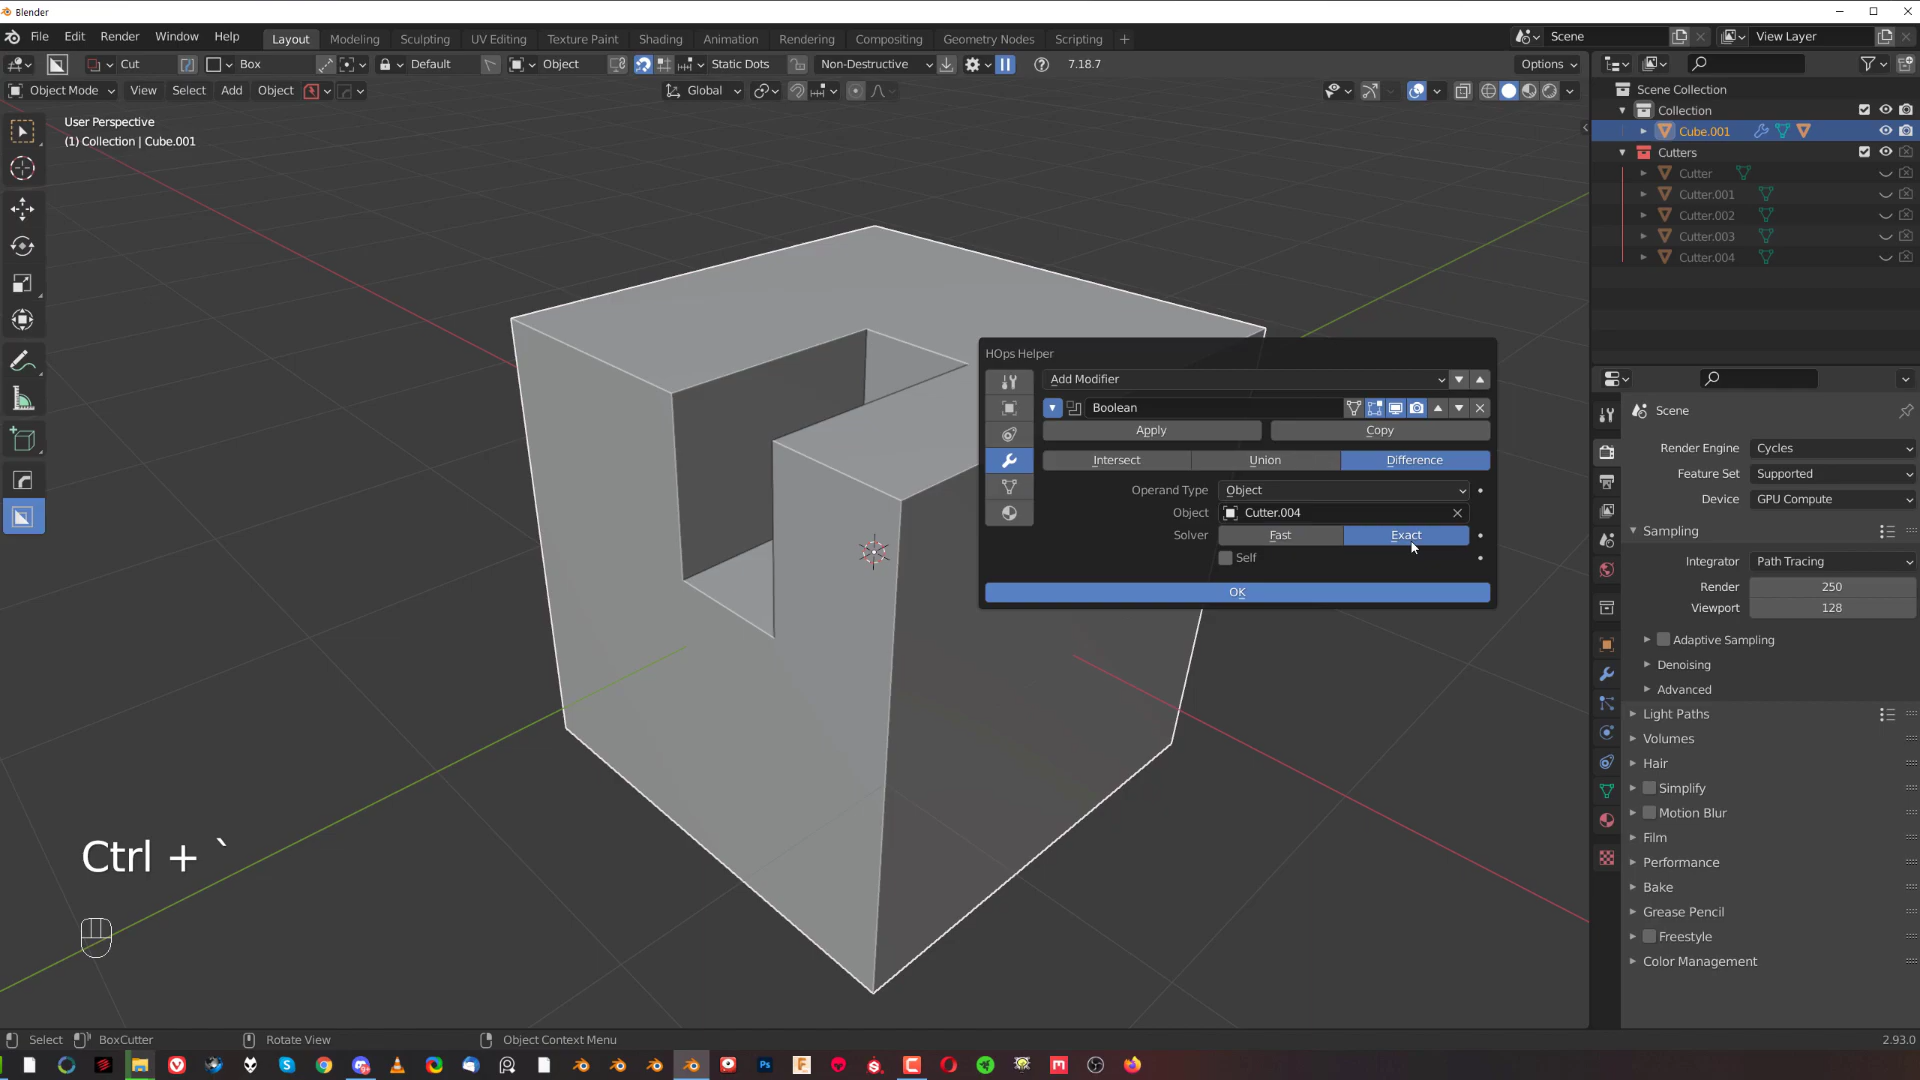 Blender
File Edit Render Window Help Layout Modeling Sculpting UV Editing Texture Paint Shading Animation Rendering Compositing Geometry Nodes Scripting + Scene View Layer
Cut Box Default Object Static Dots Non-Destructive 7.18.7 Options
Object Mode View Select Add Object Global
User Perspective
(1) Collection | Cube.001
Scene Collection
Collection
Cube.001
Cutters
Cutter
Cutter.001
Cutter.002
Cutter.003
Cutter.004
HOps Helper
Add Modifier
Boolean
Apply Copy
Intersect Union Difference
Operand Type Object
Object Cutter.004
Solver Fast Exact
Self
OK
Scene
Render Engine Cycles
Feature Set Supported
Device GPU Compute
Sampling
Integrator Path Tracing
Render 250
Viewport 128
Adaptive Sampling
Denoising
Advanced
Light Paths
Volumes
Hair
Simplify
Motion Blur
Film
Performance
Bake
Grease Pencil
Freestyle
Color Management
Ctrl + `
Select BoxCutter Rotate View Object Context Menu 2.93.0